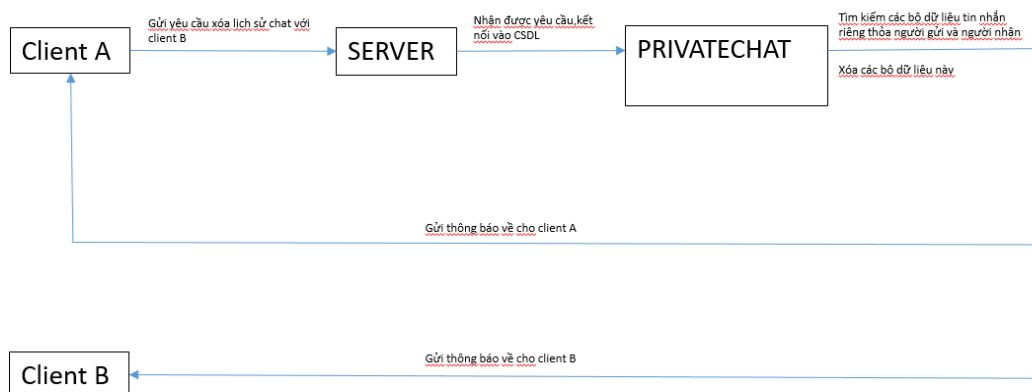 Client A
Gửi yêu cầu xóa lịch sử chat với
client B
SERVER
Nhận được yêu cầu,kết
nối vào CSDL
PRIVATECHAT
Tìm kiếm các bộ dữ liệu tin nhắn
riêng thỏa người gửi và người nhận
Xóa các bộ dữ liệu này
Gửi thông báo về cho client A
Client B
Gửi thông báo về cho client B